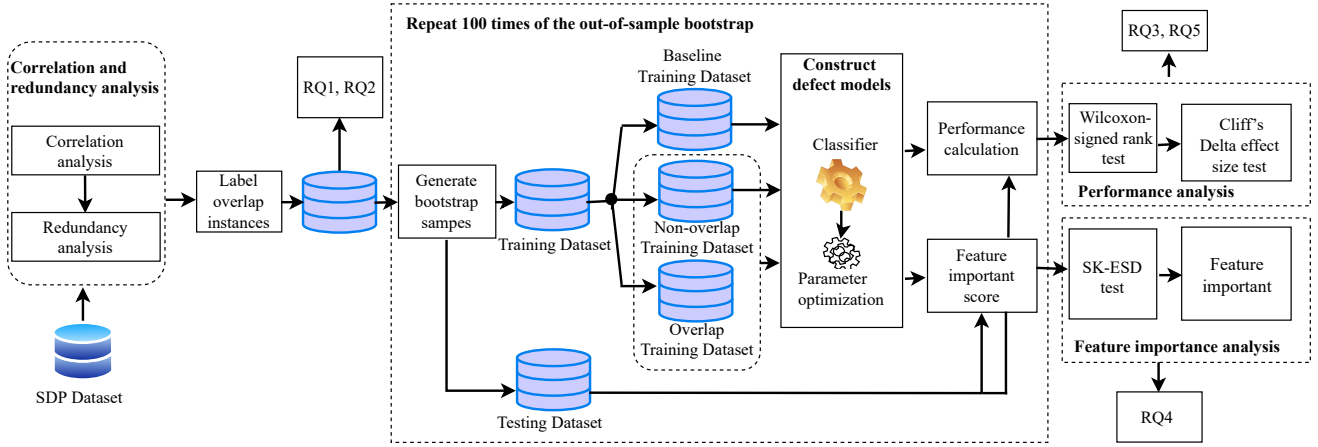 Correlation and
redundancy analysis
Correlation
analysis
Redundancy
analysis
SDP Dataset
Label
overlap
instances
RQ1, RQ2
Repeat 100 times of the out-of-sample bootstrap
Generate
bootstrap
sampes
Training Dataset
Testing Dataset
Baseline
Training Dataset
Non-overlap
Training Dataset
Overlap
Training Dataset
Construct
defect models
Classifier
Parameter
optimization
Performance
calculation
Feature
important
score
RQ3, RQ5
Wilcoxon-
signed rank
test
Cliff's
Delta effect
size test
Performance analysis
SK-ESD
test
Feature
important
Feature importance analysis
RQ4